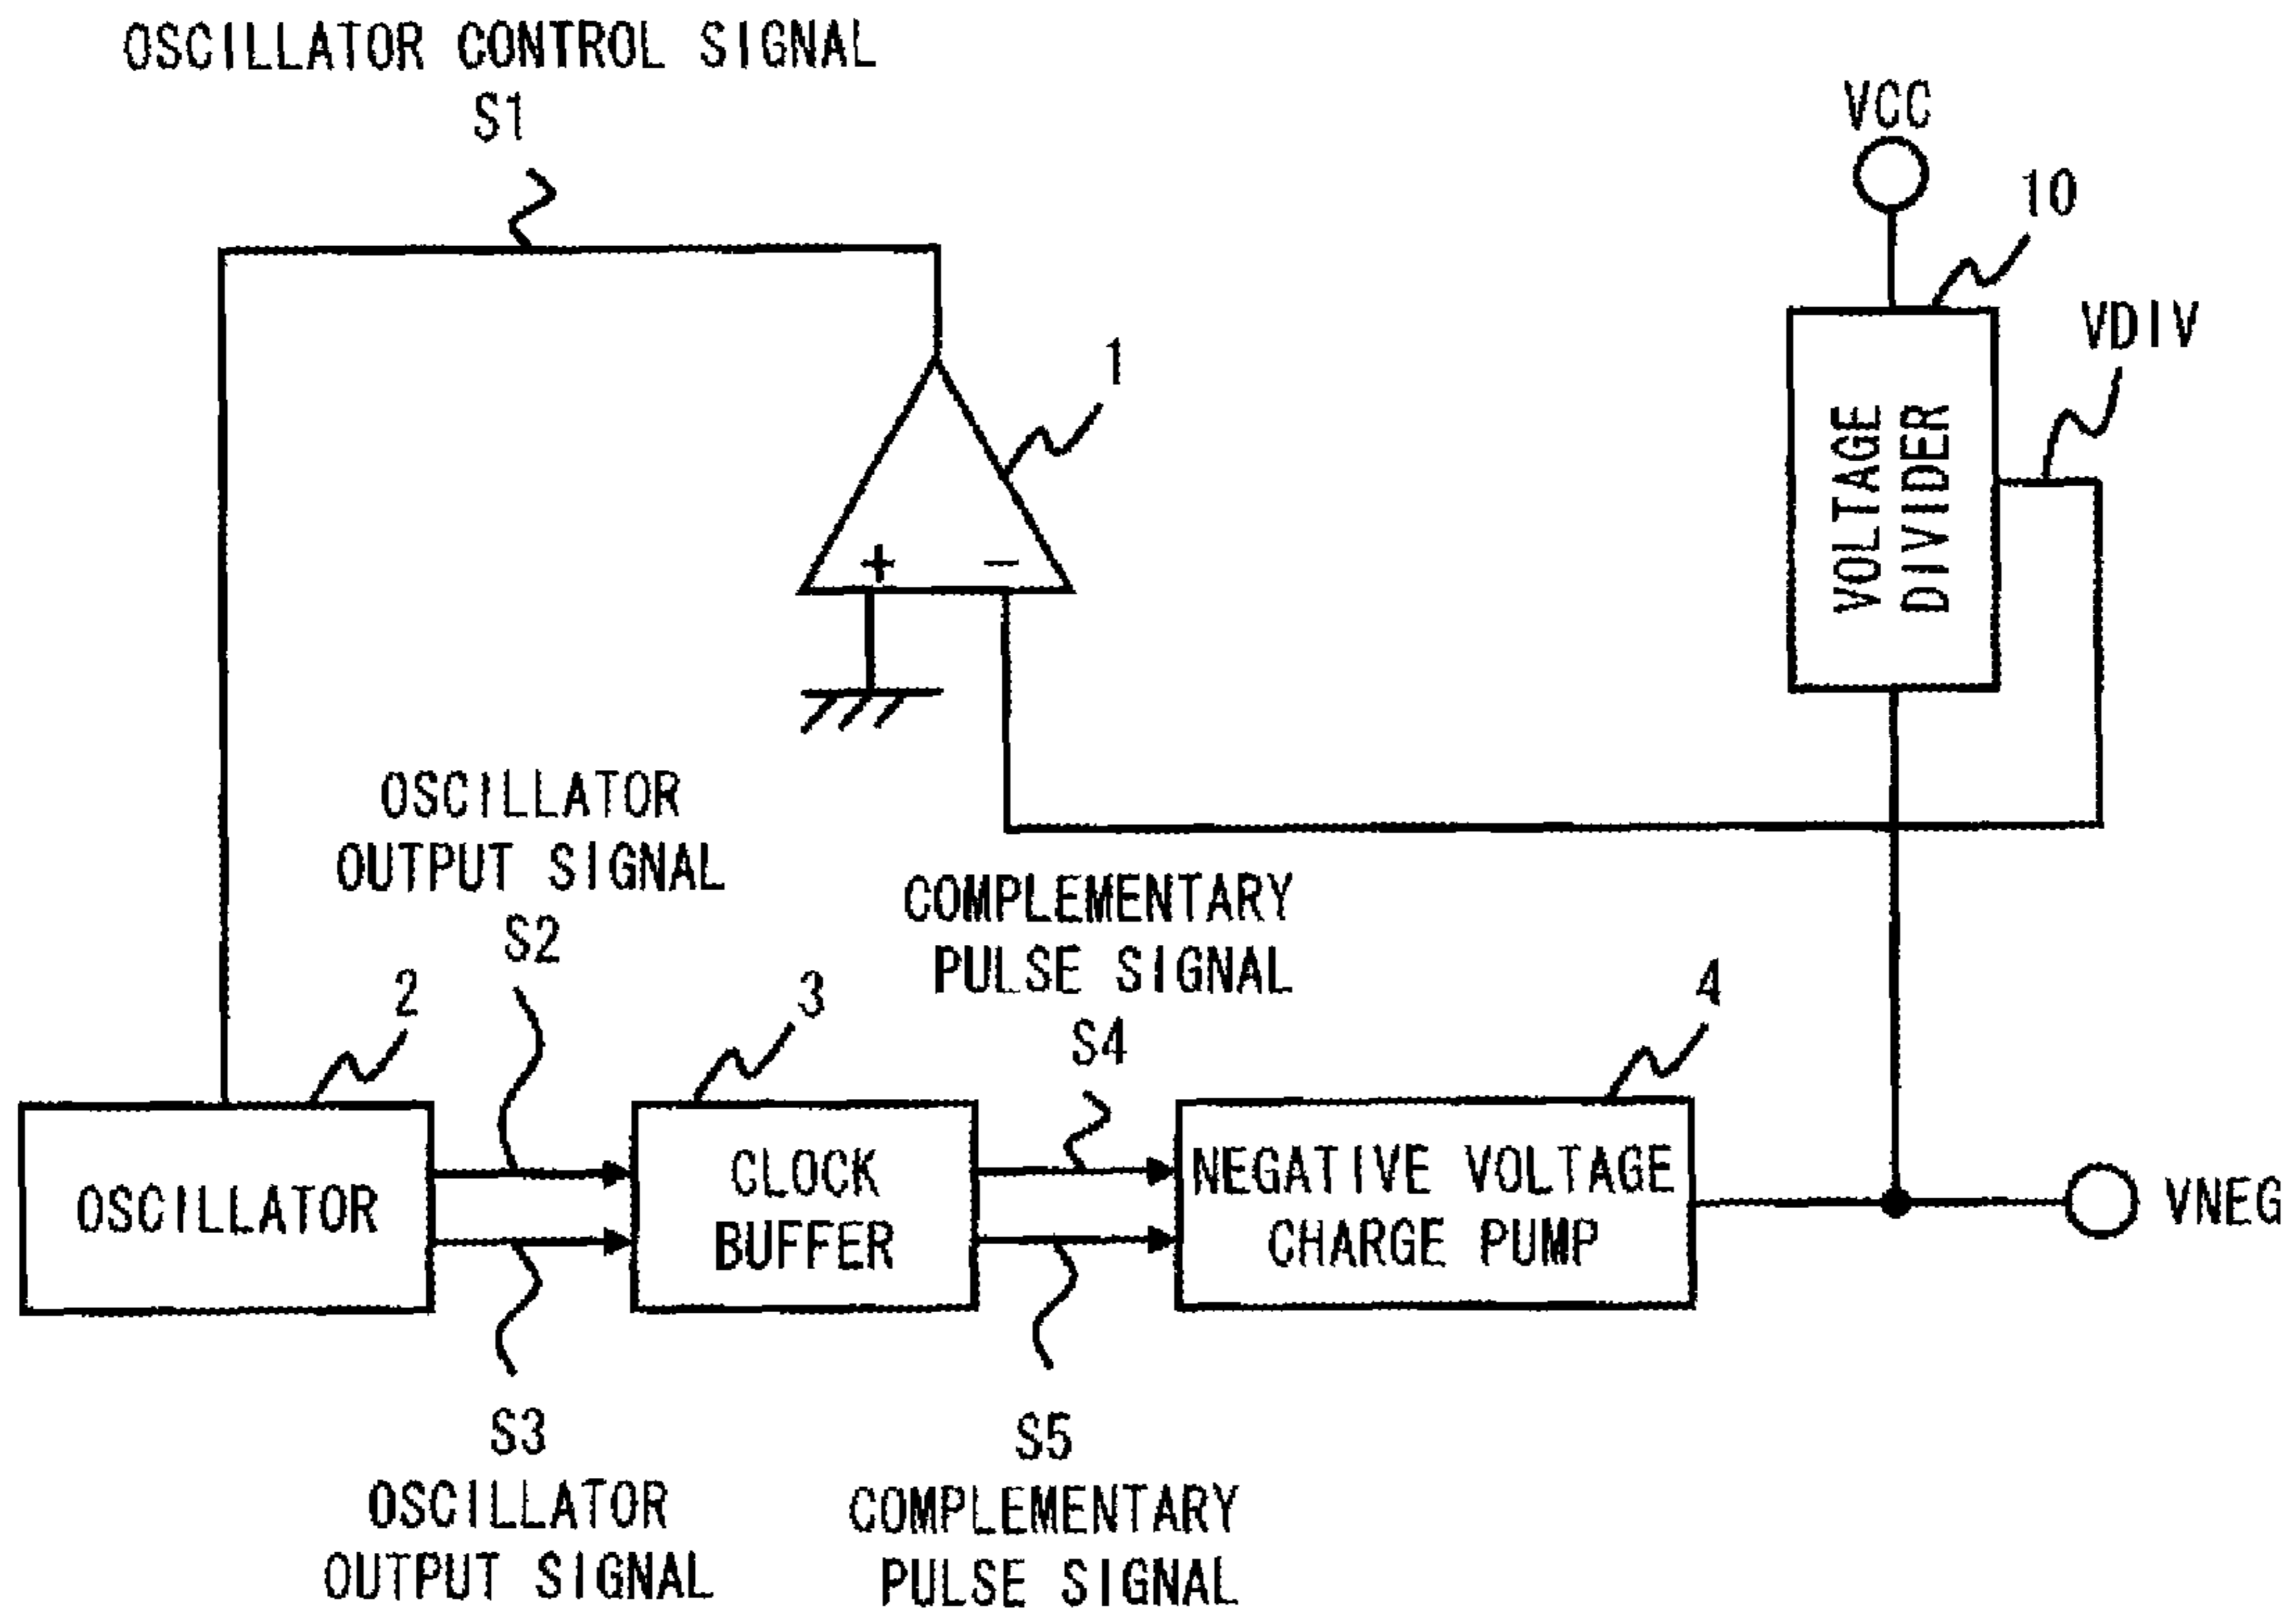 OSCILLATOR CONTROL SIGNAL
S1
VCC
10
VDIV
1
VOLTAGE
DIVIDER
+
−
OSCILLATOR
OUTPUT SIGNAL
S2
COMPLEMENTARY
PULSE SIGNAL
S4
2
3
4
OSCILLATOR
CLOCK
BUFFER
NEGATIVE VOLTAGE
CHARGE PUMP
VNEG
S3
OSCILLATOR
OUTPUT SIGNAL
S5
COMPLEMENTARY
PULSE SIGNAL